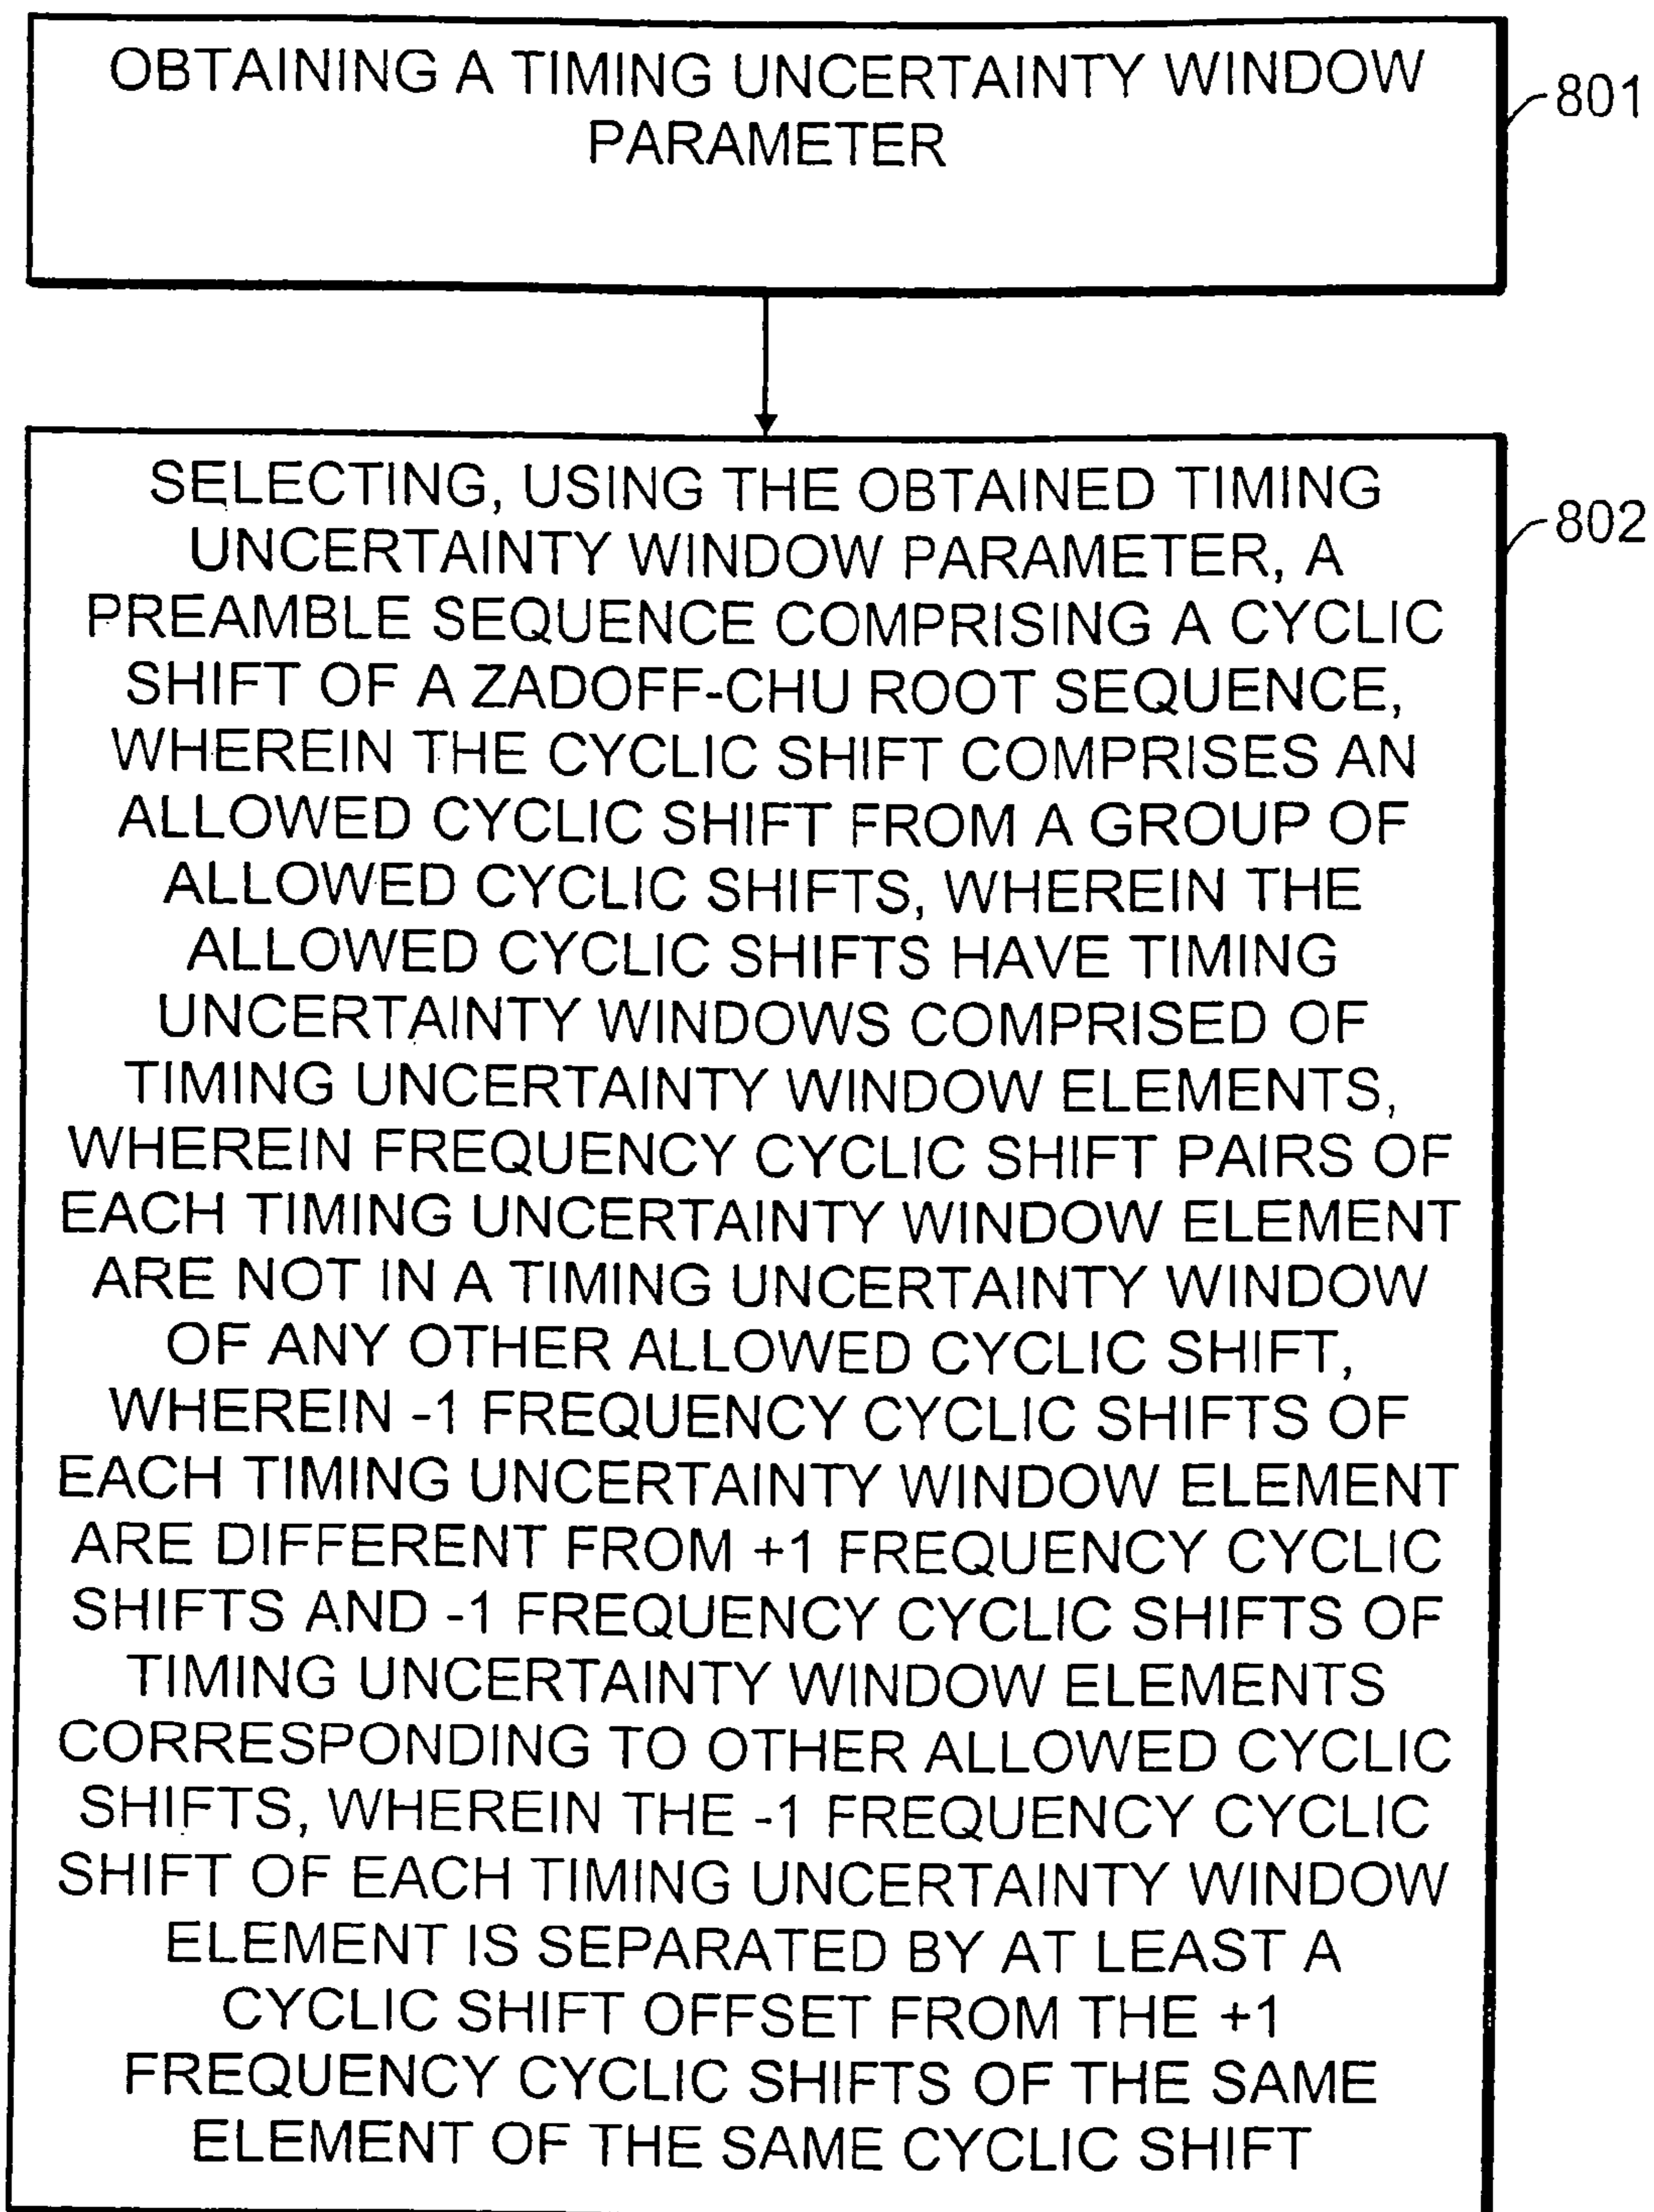 OBTAINING A TIMING UNCERTAINTY WINDOW
PARAMETER
801
SELECTING, USING THE OBTAINED TIMING
UNCERTAINTY WINDOW PARAMETER, A
PREAMBLE SEQUENCE COMPRISING A CYCLIC
SHIFT OF A ZADOFF-CHU ROOT SEQUENCE,
WHEREIN THE CYCLIC SHIFT COMPRISES AN
ALLOWED CYCLIC SHIFT FROM A GROUP OF
ALLOWED CYCLIC SHIFTS, WHEREIN THE
ALLOWED CYCLIC SHIFTS HAVE TIMING
UNCERTAINTY WINDOWS COMPRISED OF
TIMING UNCERTAINTY WINDOW ELEMENTS,
WHEREIN FREQUENCY CYCLIC SHIFT PAIRS OF
EACH TIMING UNCERTAINTY WINDOW ELEMENT
ARE NOT IN A TIMING UNCERTAINTY WINDOW
OF ANY OTHER ALLOWED CYCLIC SHIFT,
WHEREIN -1 FREQUENCY CYCLIC SHIFTS OF
EACH TIMING UNCERTAINTY WINDOW ELEMENT
ARE DIFFERENT FROM +1 FREQUENCY CYCLIC
SHIFTS AND -1 FREQUENCY CYCLIC SHIFTS OF
TIMING UNCERTAINTY WINDOW ELEMENTS
CORRESPONDING TO OTHER ALLOWED CYCLIC
SHIFTS, WHEREIN THE -1 FREQUENCY CYCLIC
SHIFT OF EACH TIMING UNCERTAINTY WINDOW
ELEMENT IS SEPARATED BY AT LEAST A
CYCLIC SHIFT OFFSET FROM THE +1
FREQUENCY CYCLIC SHIFTS OF THE SAME
ELEMENT OF THE SAME CYCLIC SHIFT
802